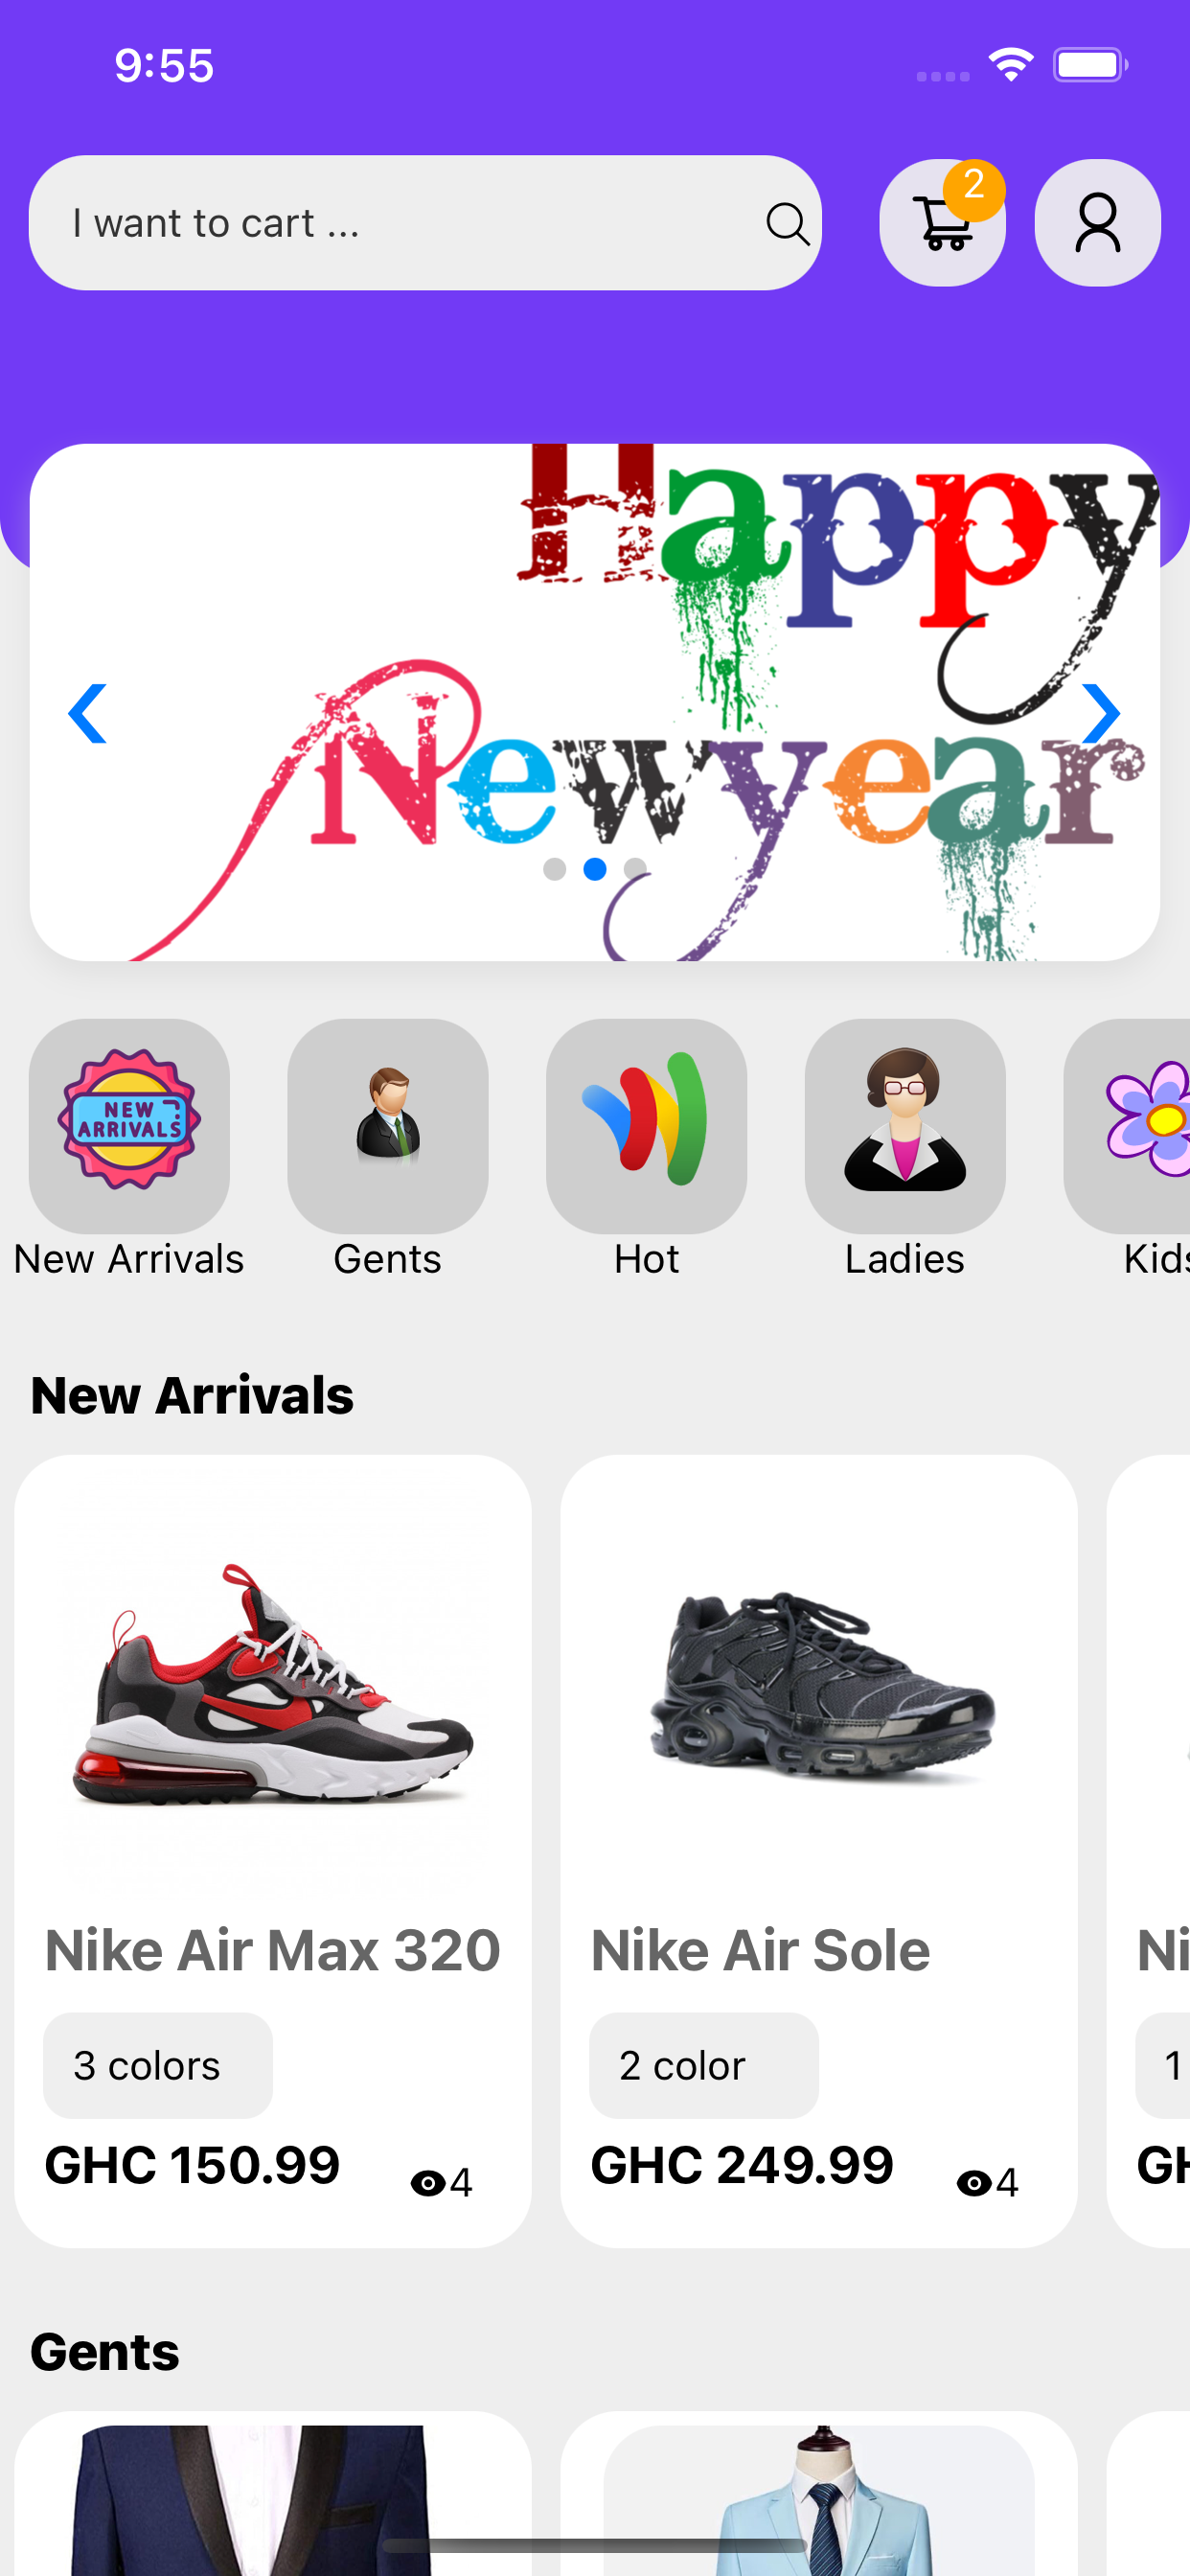 9:55
I want to cart ...
2
Happy
New year
NEW
ARRIVALS
New Arrivals
Gents
Hot
Ladies
Kids
New Arrivals
Nike Air Max 320
Nike Air Sole
Ni
3 colors
2 color
1
GHC 150.99
4
GHC 249.99
4
GH
Gents